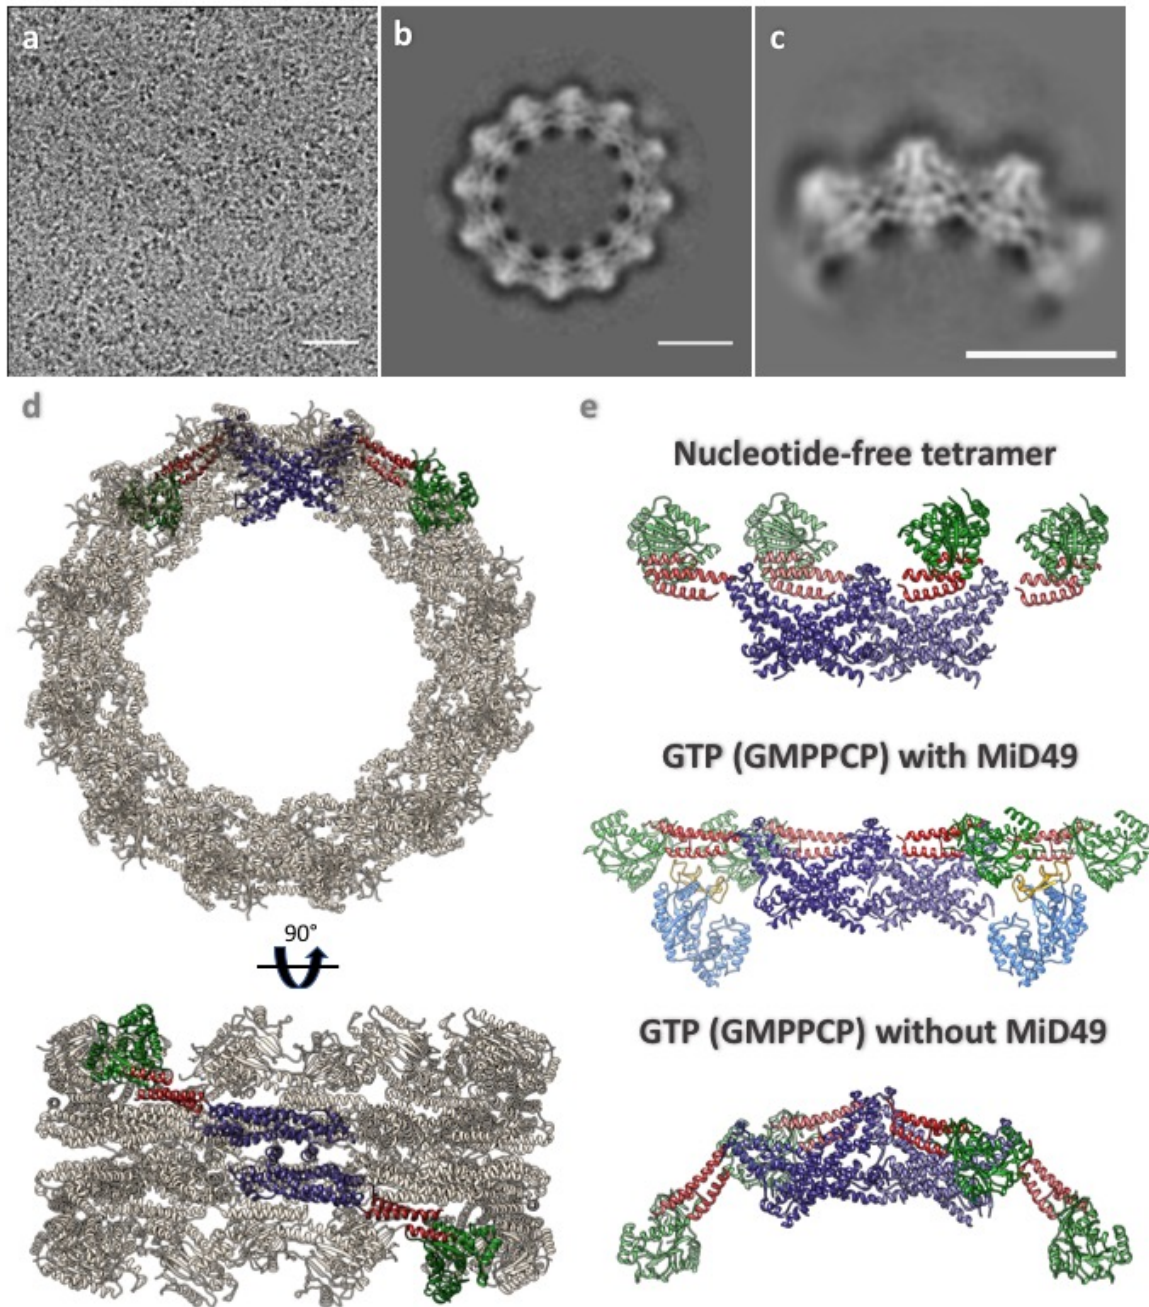 a
b
c
d
e
Nucleotide-free tetramer
GTP (GMPPCP) with MiD49
90°
GTP (GMPPCP) without MiD49